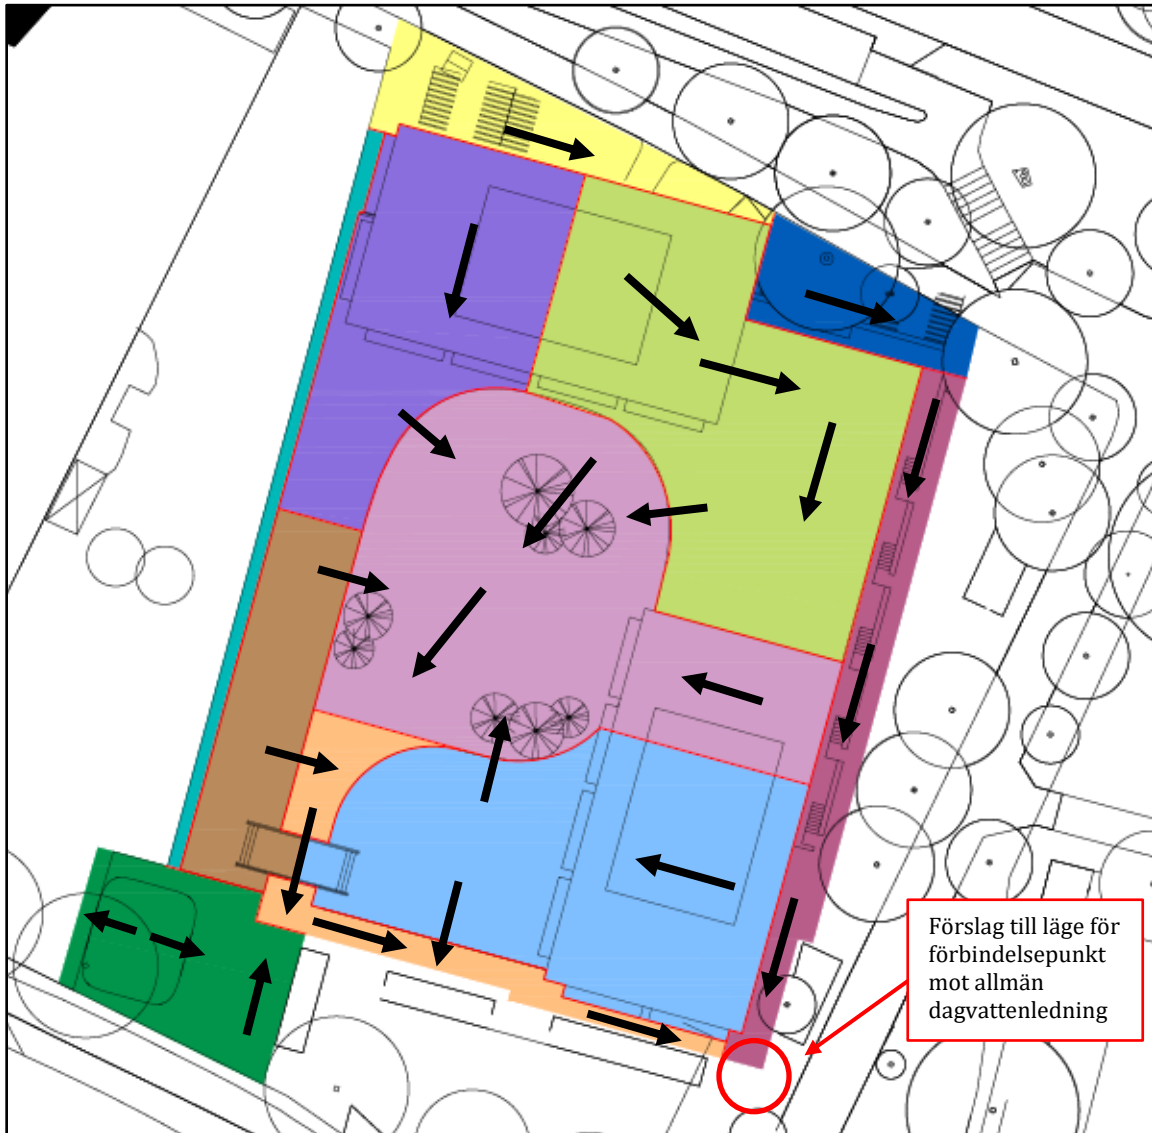 Förslag till läge för
förbindelsepunkt
mot allmän
dagvattenledning